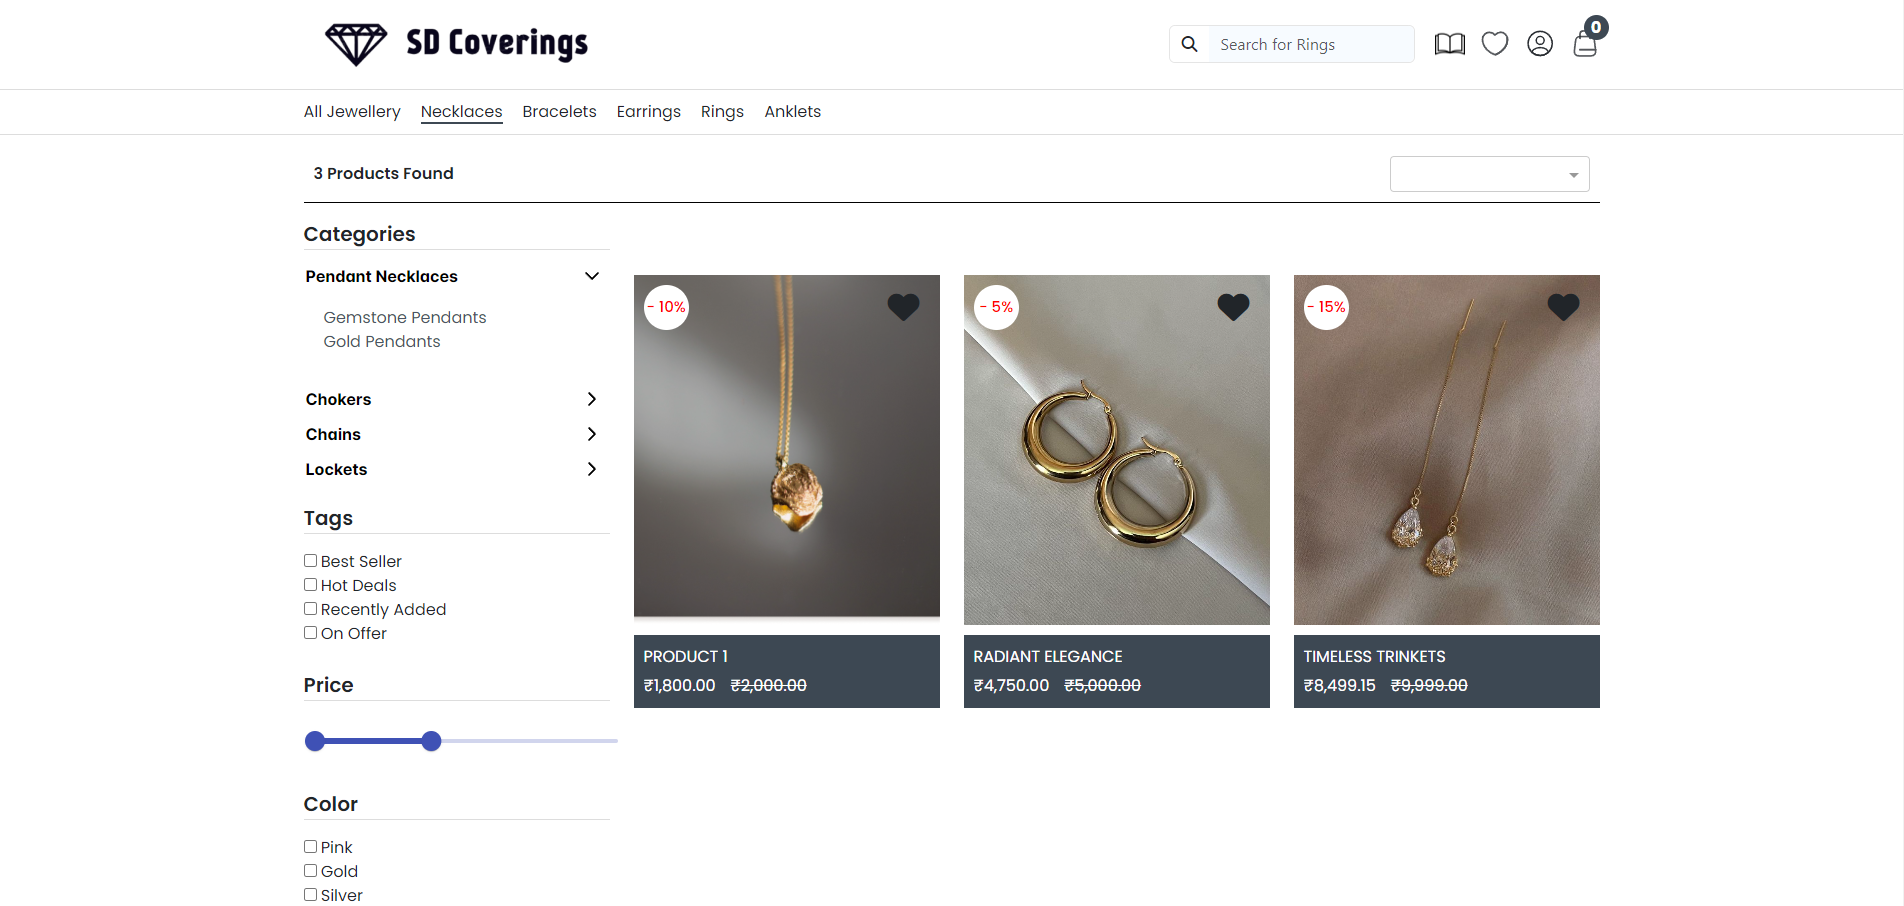 SD Coverings
Search for Rings
0
All Jewellery Necklaces Bracelets Earrings Rings Anklets
3 Products Found
Categories
Pendant Necklaces
Gemstone Pendants
Gold Pendants
Chokers
Chains
Lockets
Tags
Best Seller
Hot Deals
Recently Added
On Offer
Price
Color
Pink
Gold
Silver
- 10%
PRODUCT 1
₹1,800.00 ₹2,000.00
- 5%
RADIANT ELEGANCE
₹4,750.00 ₹5,000.00
- 15%
TIMELESS TRINKETS
₹8,499.15 ₹9,999.00